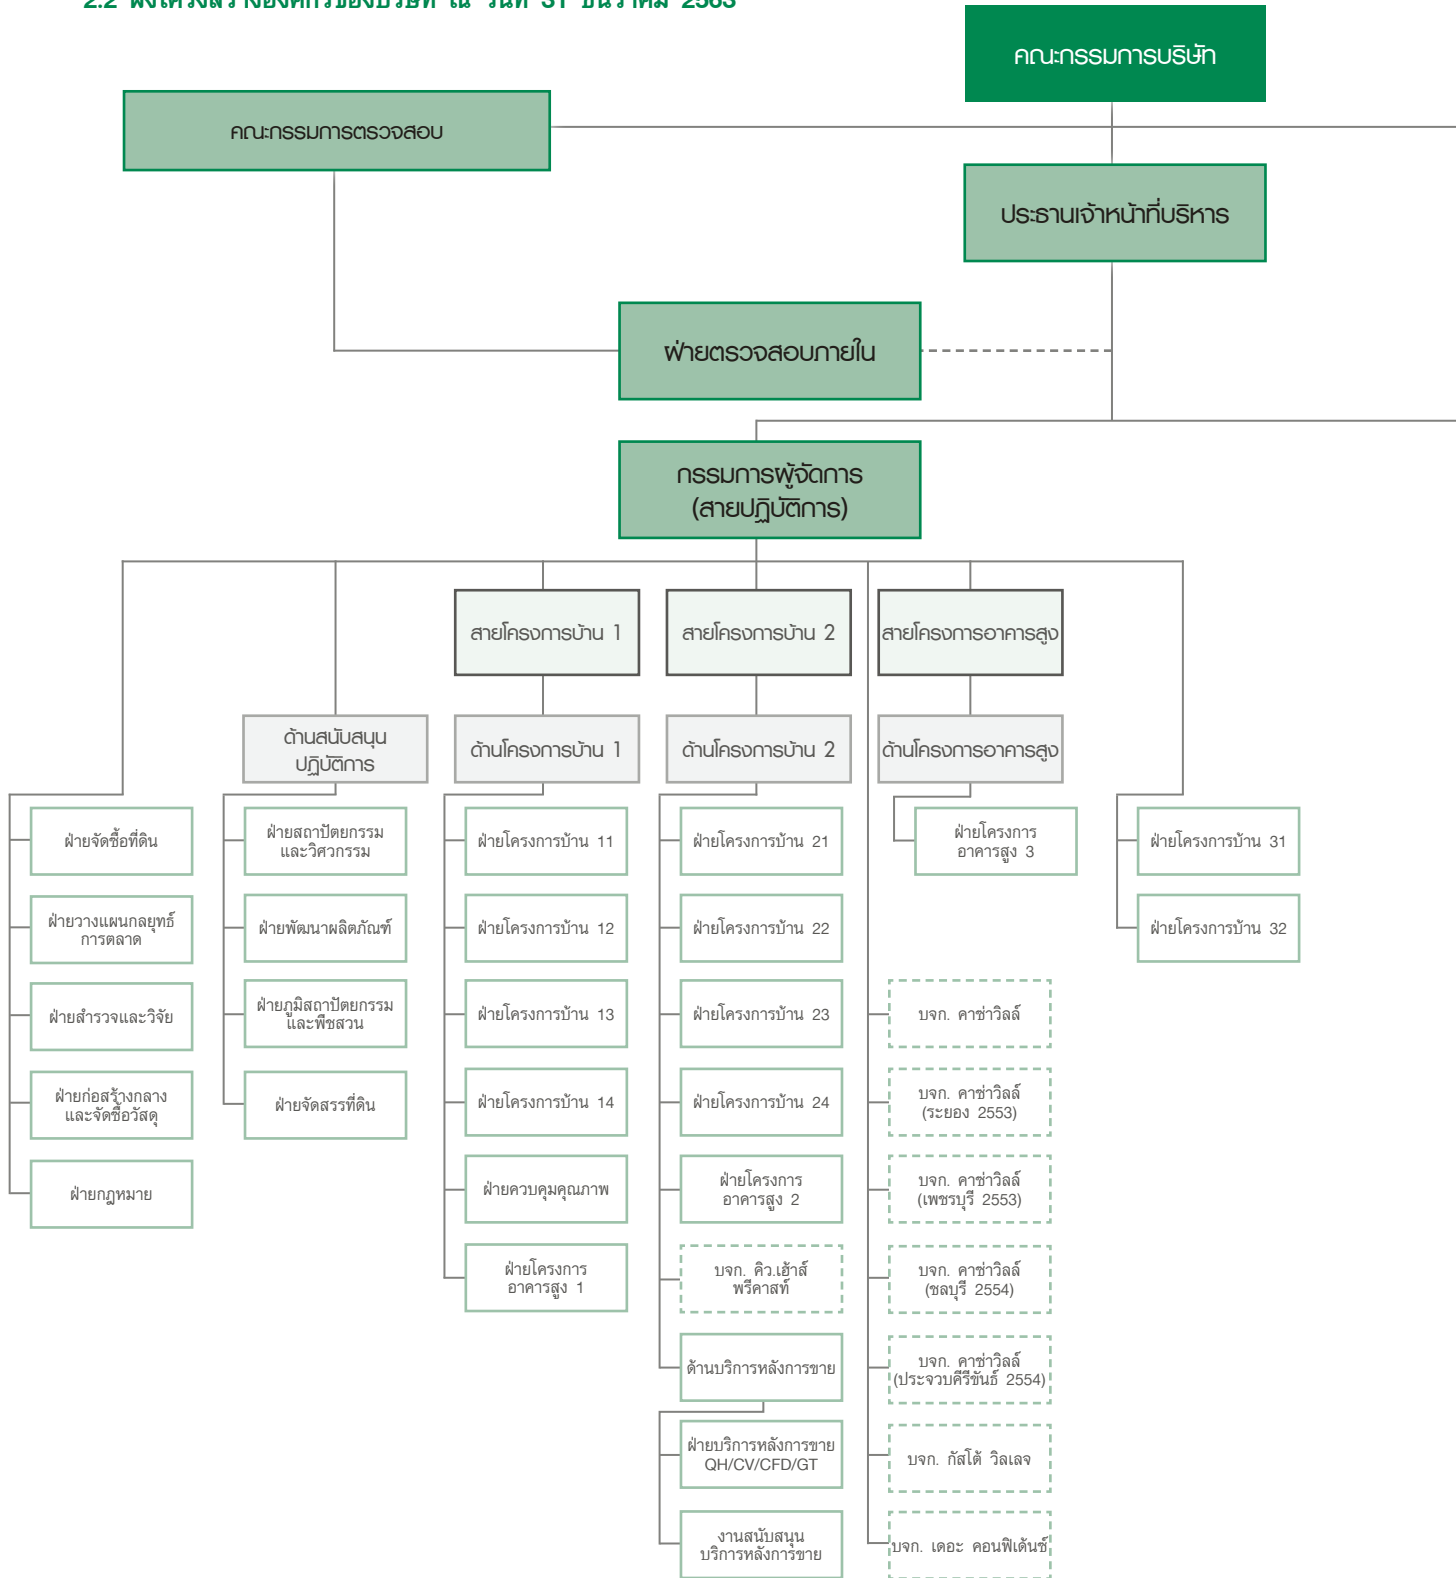 2.2 ผังโครงสร้างองค์กรของบริษัท ณ วันที่ 31 ธันวาคม 2563
คณะกรรมการบริษัท
คณะกรรมการตรวจสอบ
ประธานเจ้าหน้าที่บริหาร
ฝ่ายตรวจสอบภายใน
กรรมการผู้จัดการ
(สายปฏิบัติการ)
สายโครงการบ้าน 1
สายโครงการบ้าน 2
สายโครงการอาคารสูง
ด้านสนับสนุน
ปฏิบัติการ
ด้านโครงการบ้าน 1
ด้านโครงการบ้าน 2
ด้านโครงการอาคารสูง
ฝ่ายจัดซื้อที่ดิน
ฝ่ายวางแผนกลยุทธ์
การตลาด
ฝ่ายสำรวจและวิจัย
ฝ่ายก่อสร้างกลาง
และจัดซื้อวัสดุ
ฝ่ายกฎหมาย
ฝ่ายสถาปัตยกรรม
และวิศวกรรม
ฝ่ายพัฒนาผลิตภัณฑ์
ฝ่ายภูมิสถาปัตยกรรม
และพืชสวน
ฝ่ายจัดสรรที่ดิน
ฝ่ายโครงการบ้าน 11
ฝ่ายโครงการบ้าน 12
ฝ่ายโครงการบ้าน 13
ฝ่ายโครงการบ้าน 14
ฝ่ายควบคุมคุณภาพ
ฝ่ายโครงการ
อาคารสูง 1
ฝ่ายโครงการบ้าน 21
ฝ่ายโครงการบ้าน 22
ฝ่ายโครงการบ้าน 23
ฝ่ายโครงการบ้าน 24
ฝ่ายโครงการ
อาคารสูง 2
บจก. คิว.เฮ้าส์
พรีคาสท์
ด้านบริการหลังการขาย
ฝ่ายบริการหลังการขาย
QH/CV/CFD/GT
งานสนับสนุน
บริการหลังการขาย
ฝ่ายโครงการ
อาคารสูง 3
บจก. คาซ่าวิลล์
บจก. คาซ่าวิลล์
(ระยอง 2553)
บจก. คาซ่าวิลล์
(เพชรบุรี 2553)
บจก. คาซ่าวิลล์
(ชลบุรี 2554)
บจก. คาซ่าวิลล์
(ประจวบคีรีขันธ์ 2554)
บจก. กัสโต้ วิลเลจ
บจก. เดอะ คอนฟิเด้นซ์
ฝ่ายโครงการบ้าน 31
ฝ่ายโครงการบ้าน 32